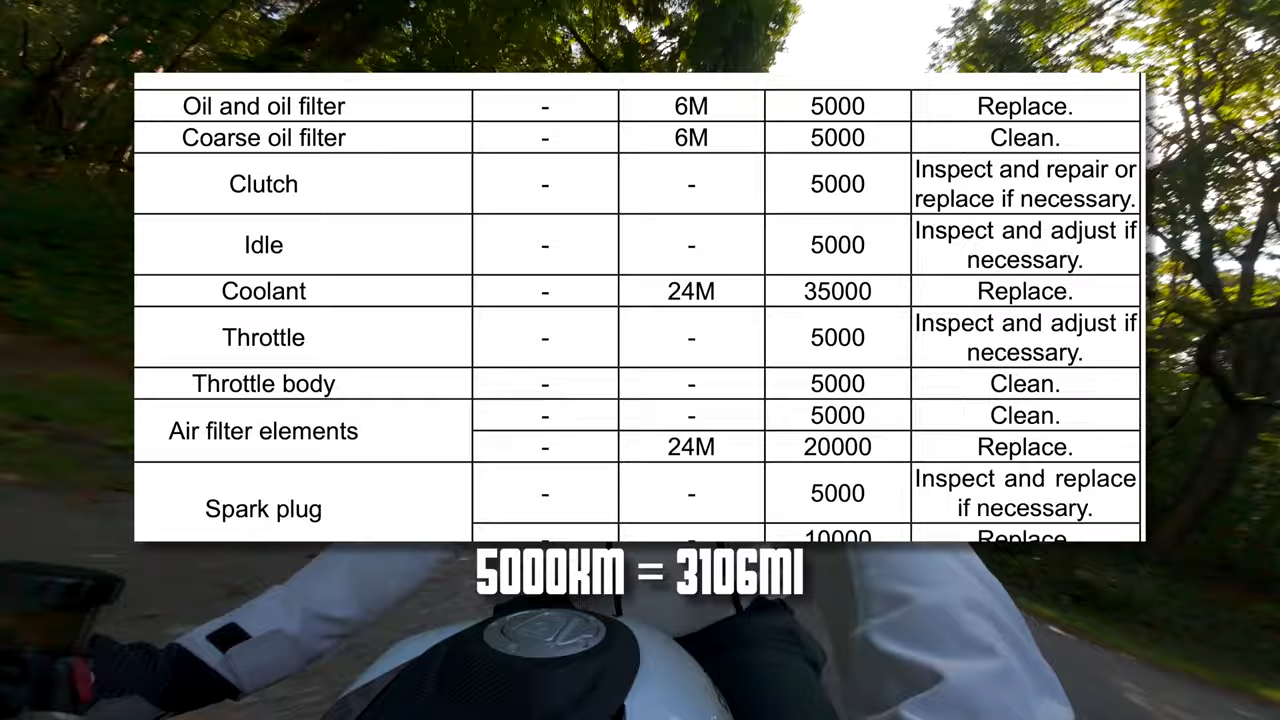 Oil and oil filter - 6M 5000 Replace.
Coarse oil filter - 6M 5000 Clean.
Clutch - - 5000 Inspect and repair or
replace if necessary.
Idle - - 5000 Inspect and adjust if
necessary.
Coolant - 24M 35000 Replace.
Throttle - - 5000 Inspect and adjust if
necessary.
Throttle body - - 5000 Clean.
Air filter elements - - 5000 Clean.
- 24M 20000 Replace.
Spark plug - - 5000 Inspect and replace
if necessary.
- - 10000 Replace
5000KM = 3106MI